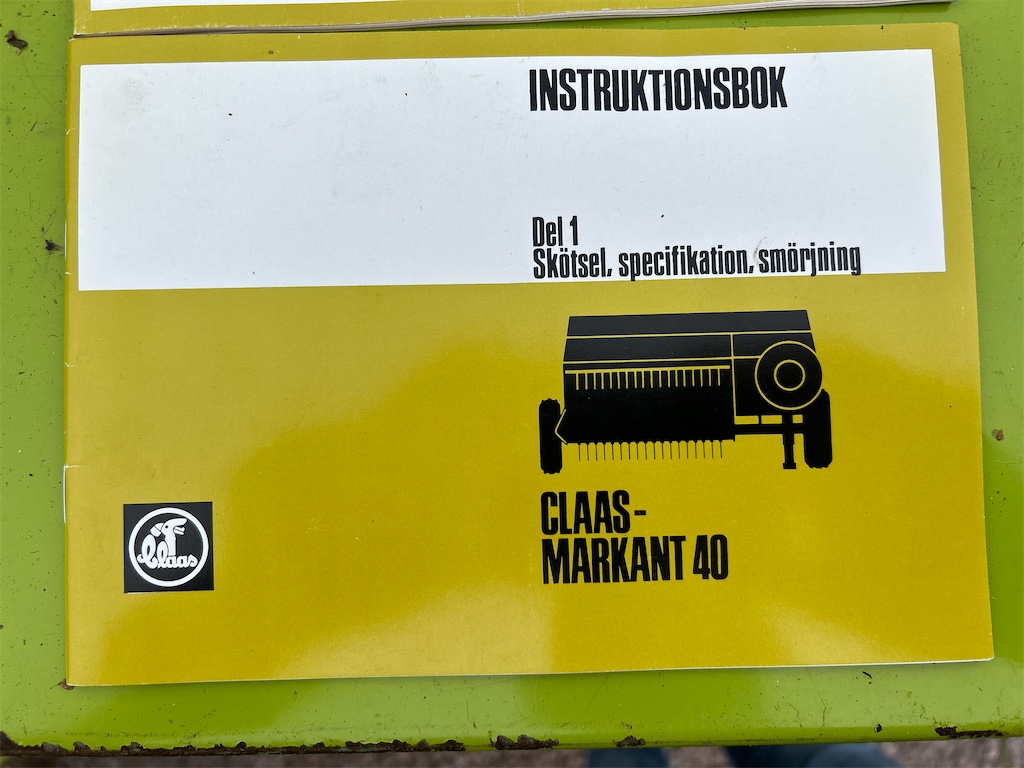 INSTRUKTIONSBOK
Del 1
Skötsel, specifikation, smörjning
Claas
CLAAS-
MARKANT 40